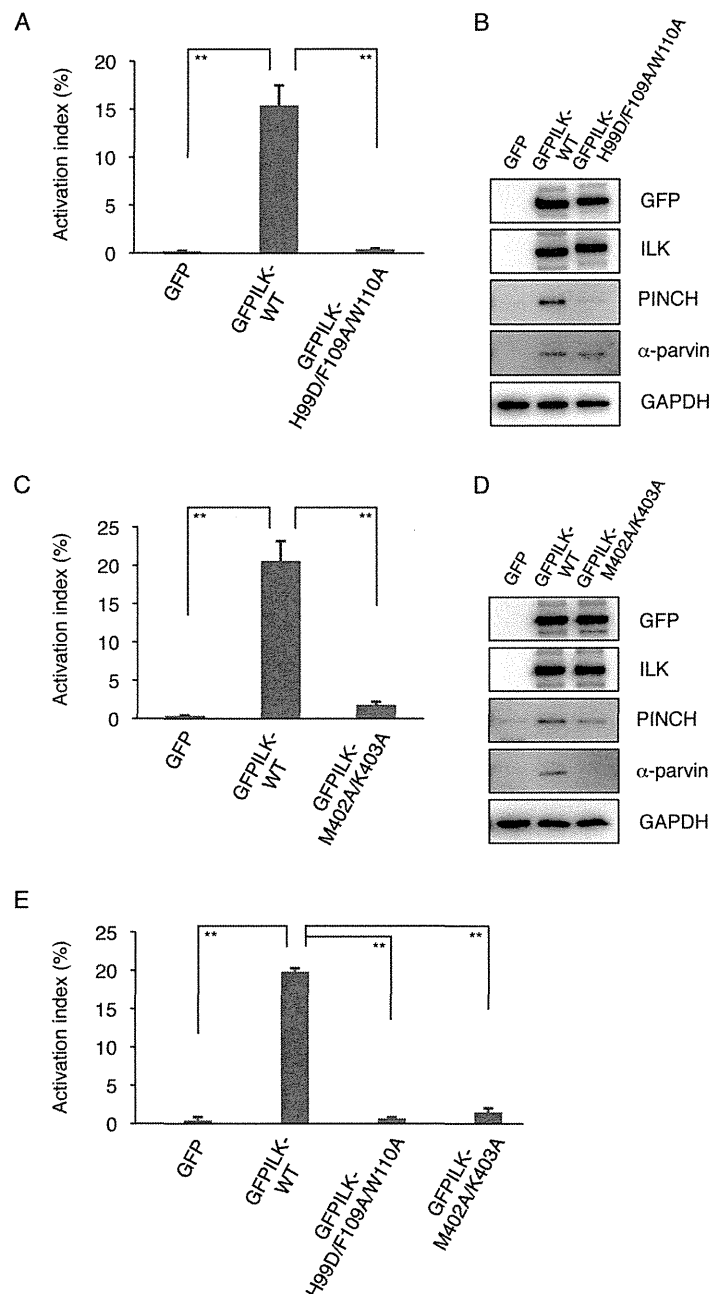 A
Activation index (%)
20
15
10
5
0
**
**
GFP
GFPILK-
WT
GFPILK-
H99D/F109A/W110A
B
GFP
GFPILK-
WT
GFPILK-
H99D/F109A/W110A
GFP
ILK
PINCH
α-parvin
GAPDH
C
Activation index (%)
25
20
15
10
5
0
**
**
GFP
GFPILK-
WT
GFPILK-
M402A/K403A
D
GFP
GFPILK-
WT
GFPILK-
M402A/K403A
GFP
ILK
PINCH
α-parvin
GAPDH
E
Activation index (%)
25
20
15
10
5
0
**
**
**
GFP
GFPILK-
WT
GFPILK-
H99D/F109A/W110A
GFPILK-
M402A/K403A